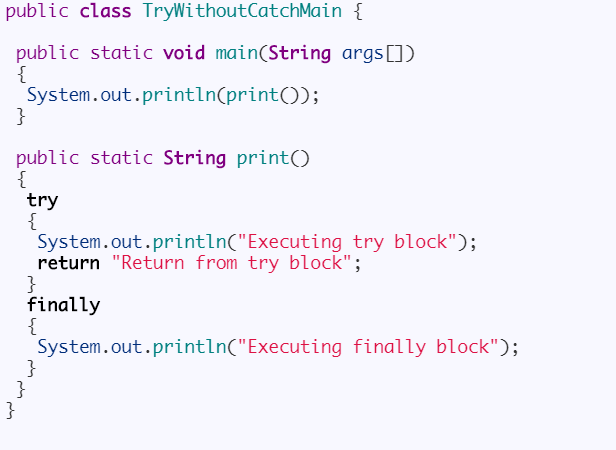 public class TryWithoutCatchMain {
public static void main(String args[])
{
System.out.println(print());
}
public static String print()
{
try
{
System.out.println("Executing try block");
return "Return from try block";
}
finally
{
System.out.println("Executing finally block");
}
}
}